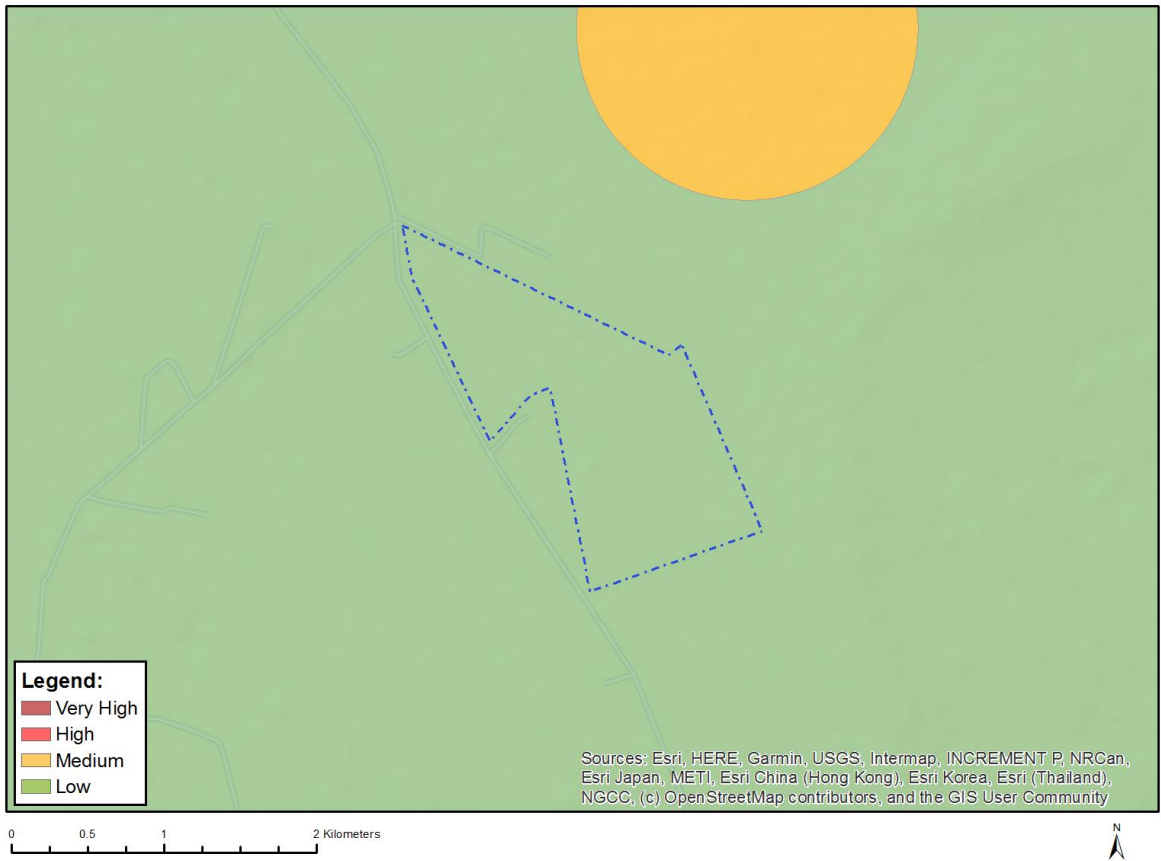 Legend:
Very High
High
Medium
Low
Sources: Esri, HERE, Garmin, USGS, Intermap, INCREMENT P, NRCan,
Esri Japan, METI, Esri China (Hong Kong), Esri Korea, Esri (Thailand),
NGCC, (c) OpenStreetMap contributors, and the GIS User Community
0 0.5 1 2 Kilometers
N